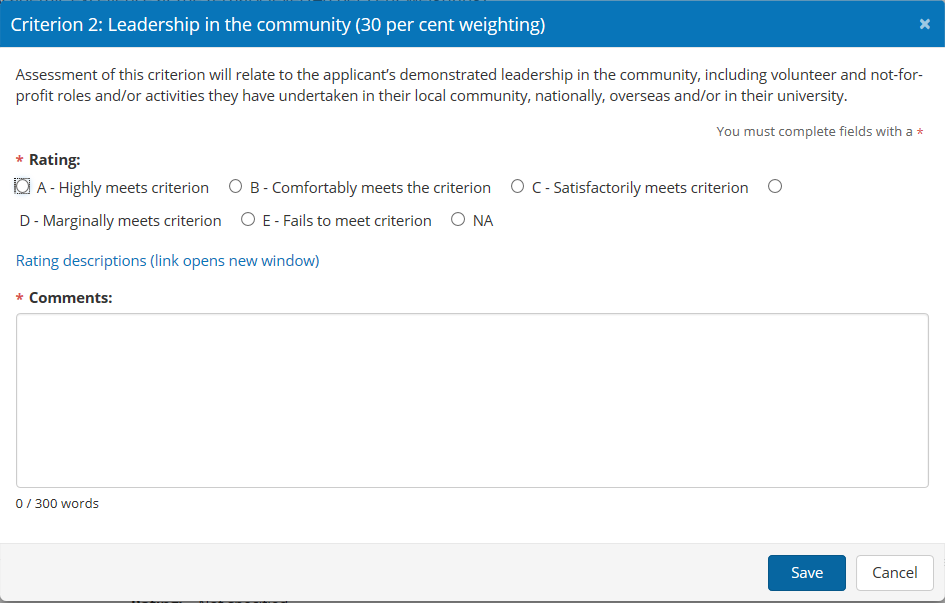 Criterion 2: Leadership in the community (30 per cent weighting) ×
Assessment of this criterion will relate to the applicant's demonstrated leadership in the community, including volunteer and not-for-
profit roles and/or activities they have undertaken in their local community, nationally, overseas and/or in their university.
You must complete fields with a *
* Rating:
A - Highly meets criterion B - Comfortably meets the criterion C - Satisfactorily meets criterion
D - Marginally meets criterion E - Fails to meet criterion NA
Rating descriptions (link opens new window)
* Comments:
0 / 300 words
Save Cancel